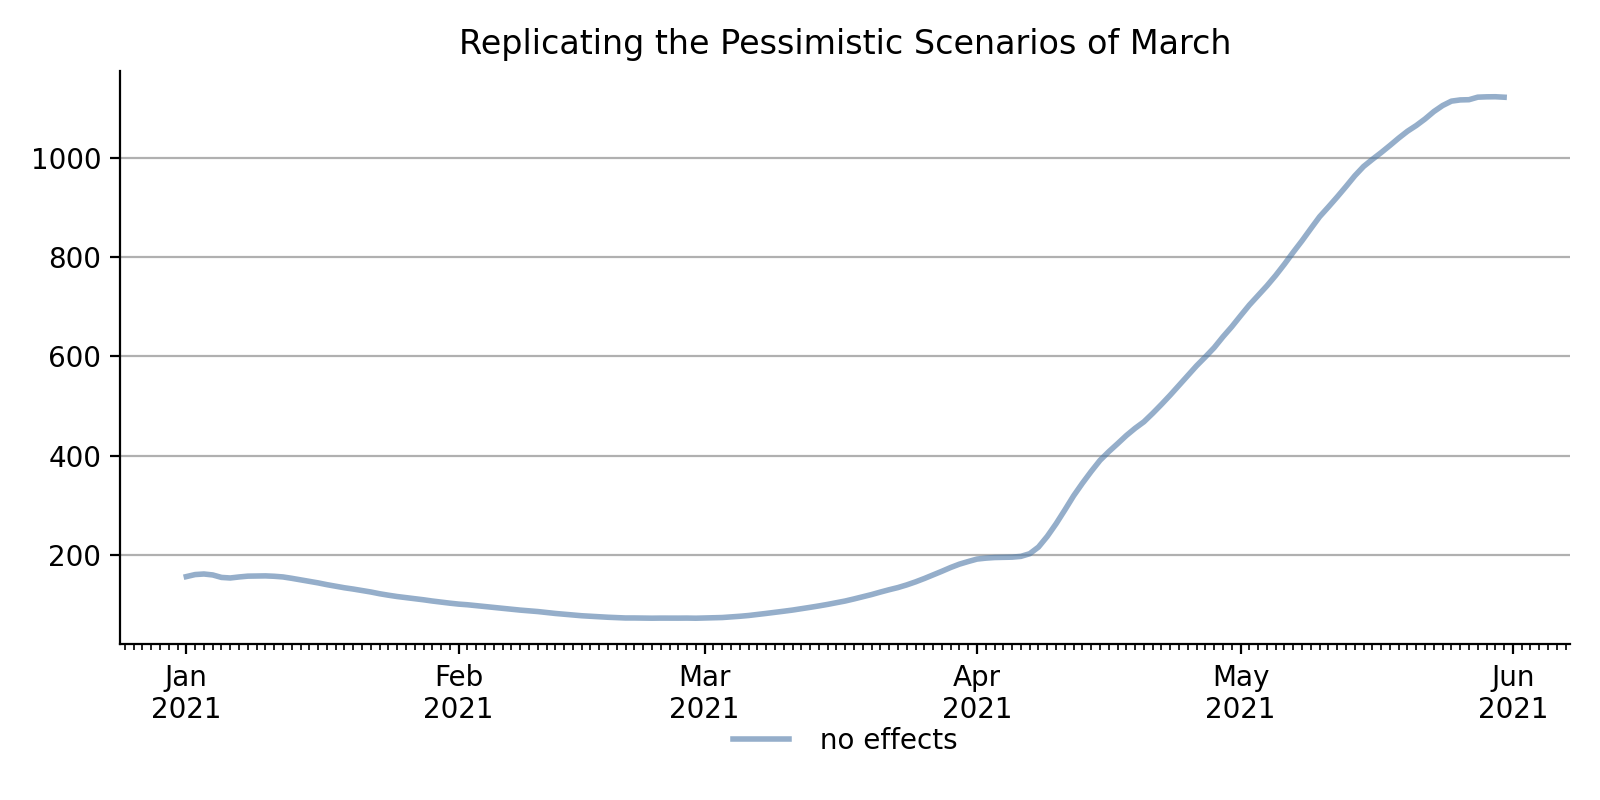 Replicating the Pessimistic Scenarios of March
1000
800
600
400
200
Jan Feb Mar Apr May Jun
2021 2021 2021 2021 2021 2021
no effects